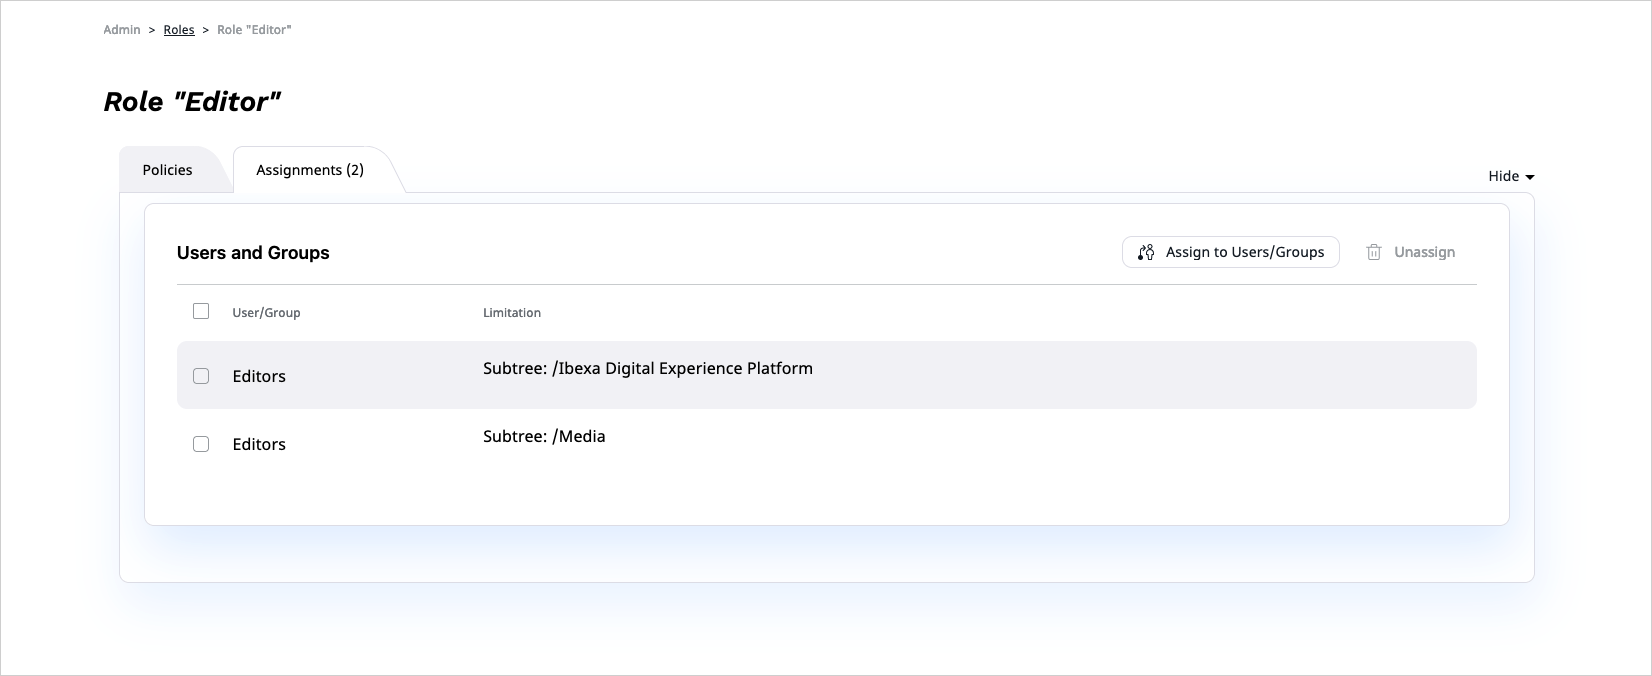 Admin > Roles > Role "Editor"
Role "Editor"
Policies
Assignments (2)
Hide
Users and Groups
Assign to Users/Groups
Unassign
User/Group
Limitation
Editors
Subtree: /Ibexa Digital Experience Platform
Editors
Subtree: /Media